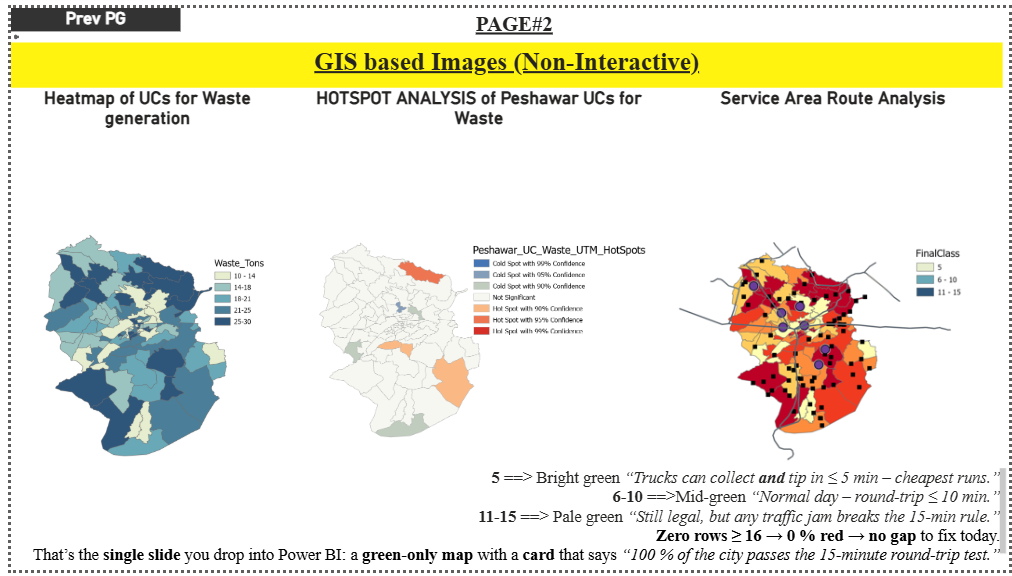 Prev PG
PAGE#2
GIS based Images (Non-Interactive)
Heatmap of UCs for Waste
generation
HOTSPOT ANALYSIS of Peshawar UCs for
Waste
Service Area Route Analysis
Waste_Tons
10 - 14
14-18
18-21
21-25
25-30
Peshawar_UC_Waste_UTM_HotSpots
Cold Spot with 99% Confidence
Cold Spot with 95% Confidence
Cold Spot with 90% Confidence
Not Significant
Hot Spot with 90% Confidence
Hot Spot with 95% Confidence
Hot Spot with 99% Confidence
FinalClass
5
6 - 10
11 - 15
5 ==> Bright green “Trucks can collect and tip in ≤ 5 min – cheapest runs.”
6-10 ==>Mid-green “Normal day – round-trip ≤ 10 min.”
11-15 ==> Pale green “Still legal, but any traffic jam breaks the 15-min rule.”
Zero rows ≥ 16 → 0 % red → no gap to fix today.
That’s the single slide you drop into Power BI: a green-only map with a card that says “100 % of the city passes the 15-minute round-trip test.”